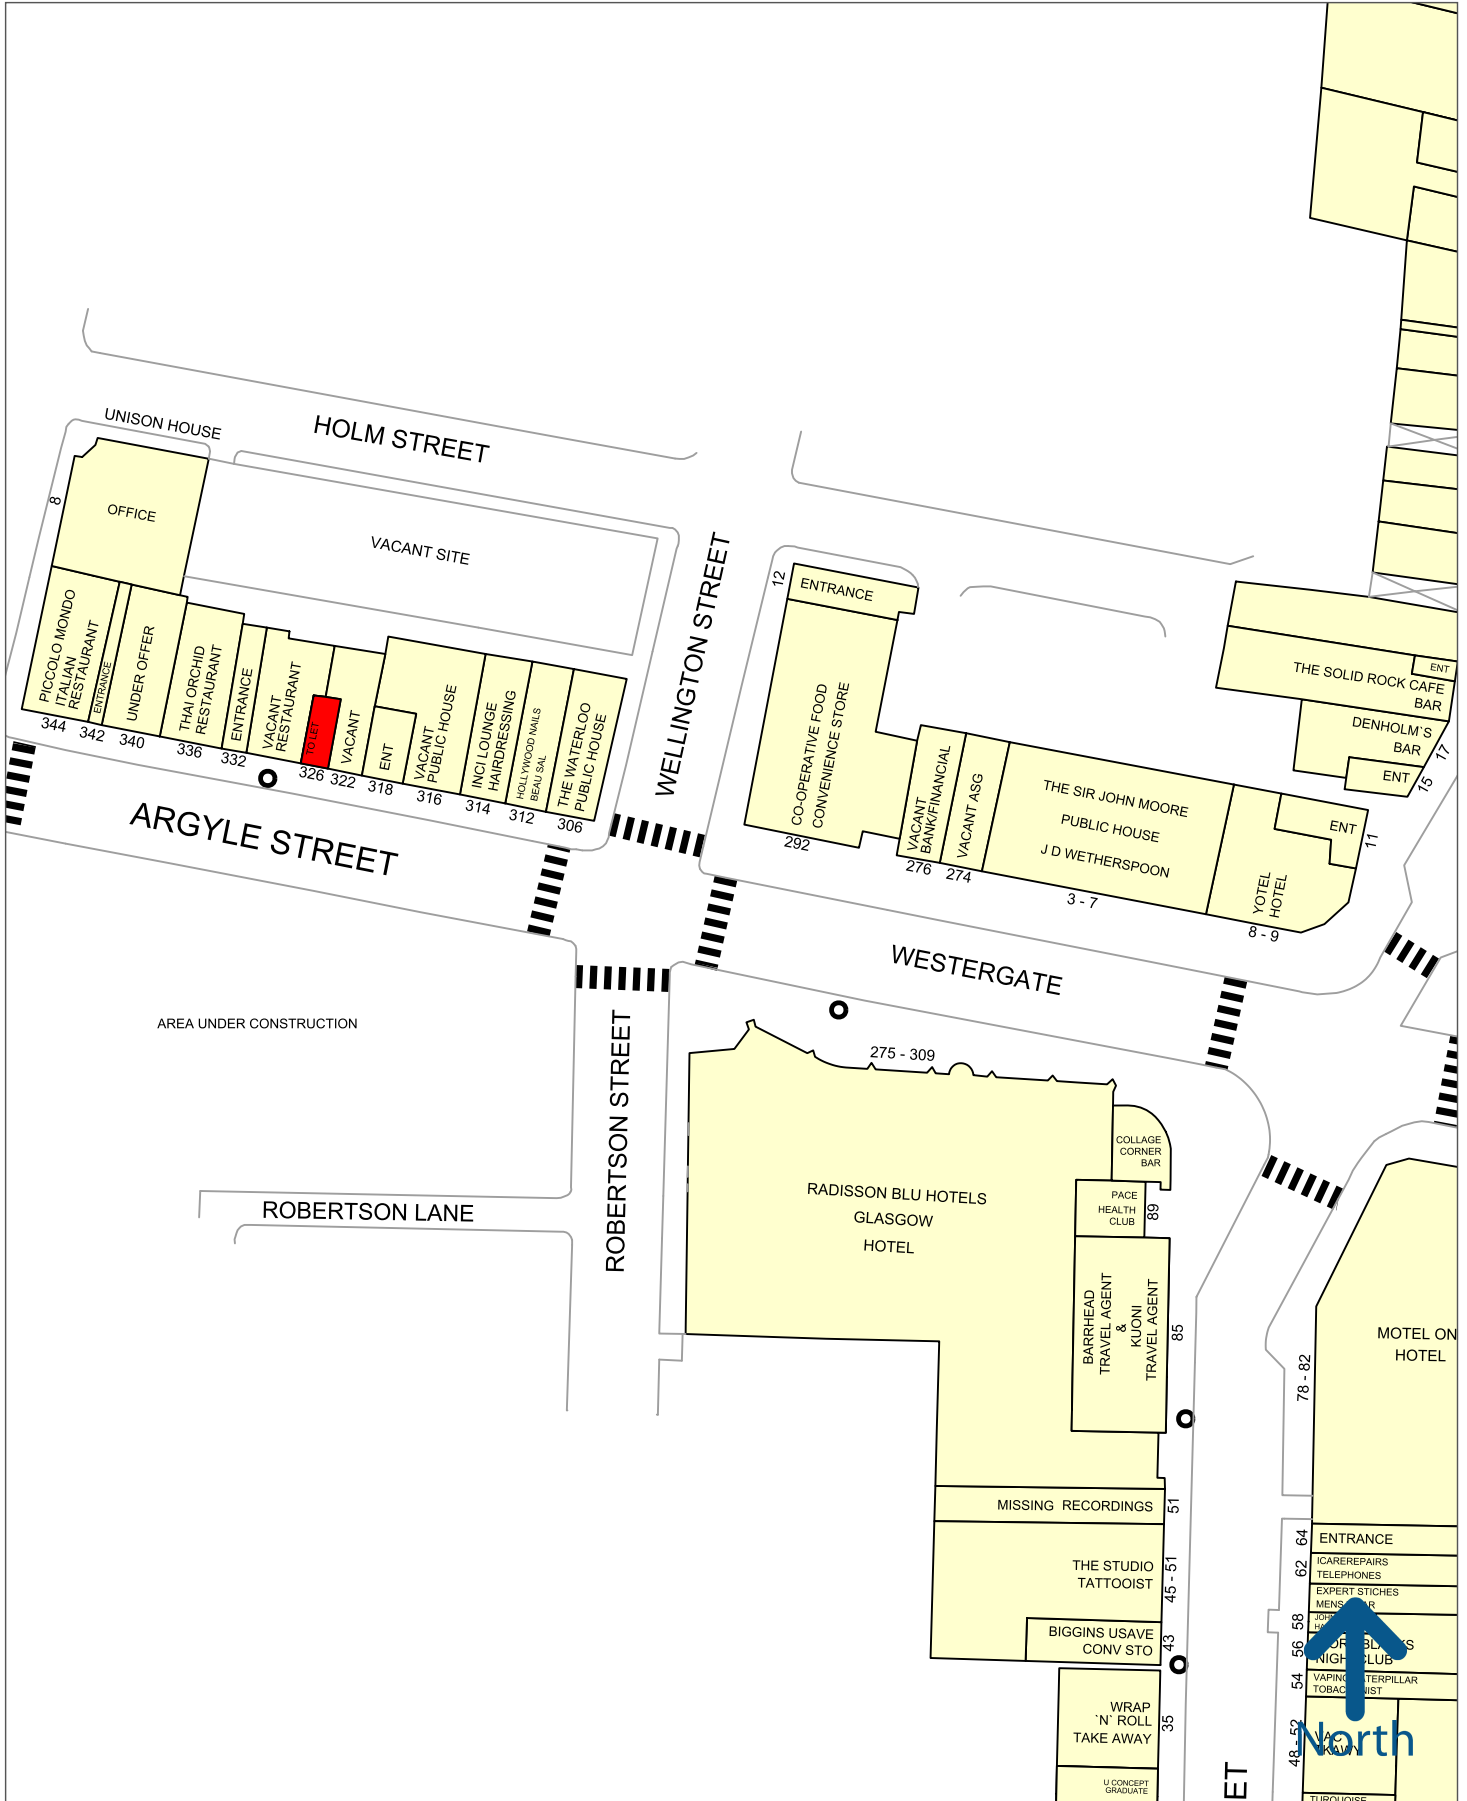 UNISON HOUSE
HOLM STREET
8
OFFICE
VACANT SITE
WELLINGTON STREET
12
ENTRANCE
PICCOLO MONDO
ITALIAN
RESTAURANT
ENTRANCE
UNDER OFFER
THAI ORCHID
RESTAURANT
ENTRANCE
VACANT
RESTAURANT
TO LET
VACANT
ENT
VACANT
PUBLIC HOUSE
INCI LOUNGE
HAIRDRESSING
HOLLYWOOD NAILS
BEAU SAL
THE WATERLOO
PUBLIC HOUSE
344
342
340
336
332
326
322
318
316
314
312
306
ARGYLE STREET
CO-OPERATIVE FOOD
CONVENIENCE STORE
292
VACANT
BANK/FINANCIAL
276
VACANT ASG
274
THE SIR JOHN MOORE
PUBLIC HOUSE
J D WETHERSPOON
3 - 7
YOTEL
HOTEL
8 - 9
ENT
11
THE SOLID ROCK CAFE
BAR
ENT
DENHOLM`S
BAR
17
ENT
15
WESTERGATE
AREA UNDER CONSTRUCTION
ROBERTSON STREET
ROBERTSON LANE
275 - 309
RADISSON BLU HOTELS
GLASGOW
HOTEL
COLLAGE
CORNER
BAR
PACE
HEALTH
CLUB
89
BARRHEAD
TRAVEL AGENT
&
KUONI
TRAVEL AGENT
85
MISSING RECORDINGS
51
THE STUDIO
TATTOOIST
45 - 51
BIGGINS USAVE
CONV STO
43
WRAP
`N` ROLL
TAKE AWAY
35
U CONCEPT
GRADUATE
ET
MOTEL ON
HOTEL
78 - 82
64
ENTRANCE
62
ICAREREPAIRS
TELEPHONES
EXPERT STICHES
58
56
54
48 - 52
North
TURQUOISE